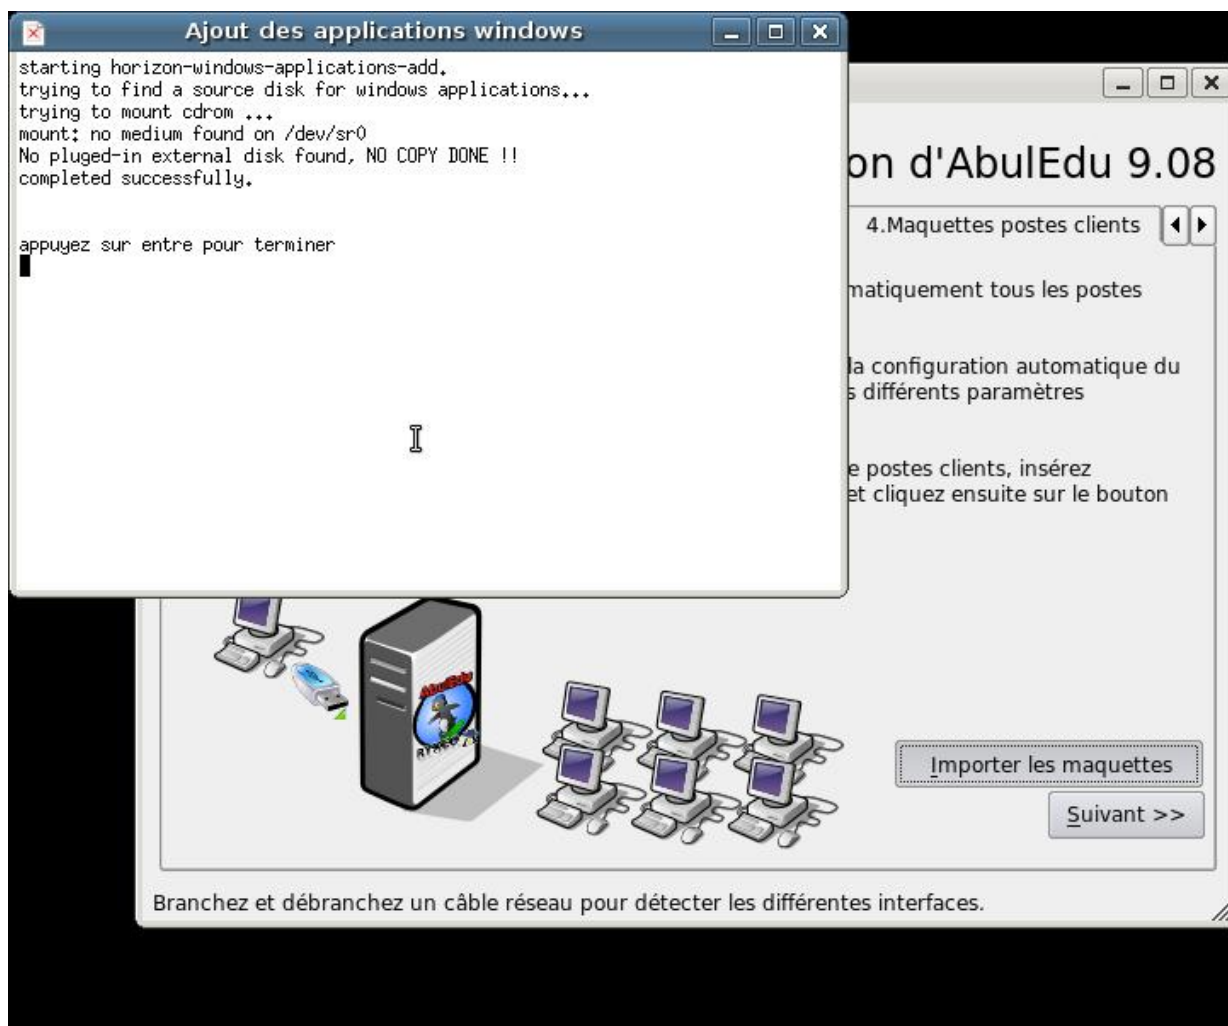 Ajout des applications windows
starting horizon-windows-applications-add.
trying to find a source disk for windows applications...
trying to mount cdrom ...
mount: no medium found on /dev/sr0
No pluged-in external disk found, NO COPY DONE !!
completed successfully.
appuyez sur entre pour terminer
on d'AbulEdu 9.08
4.Maquettes postes clients
matiquement tous les postes
la configuration automatique du
s différents paramètres
e postes clients, insérez
et cliquez ensuite sur le bouton
AbulEdu
Importer les maquettes
Suivant >>
Branchez et débranchez un câble réseau pour détecter les différentes interfaces.